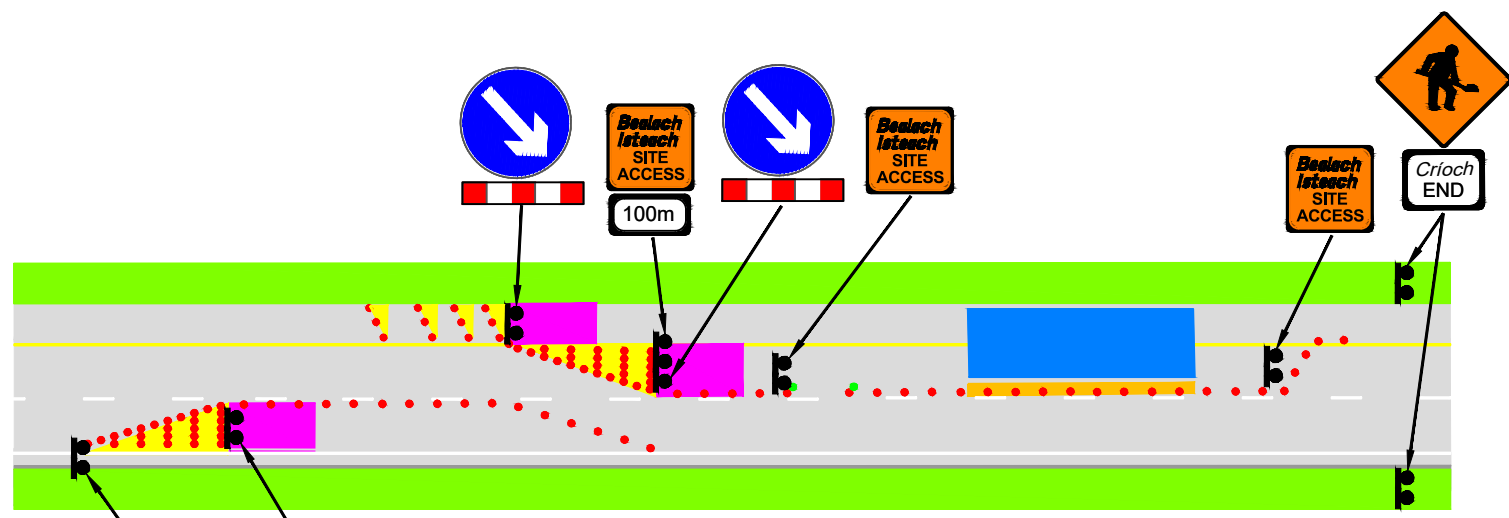 Bealach
Isteach
SITE
ACCESS
100m
Bealach
Isteach
SITE
ACCESS
Bealach
Isteach
SITE
ACCESS
Críoch
END